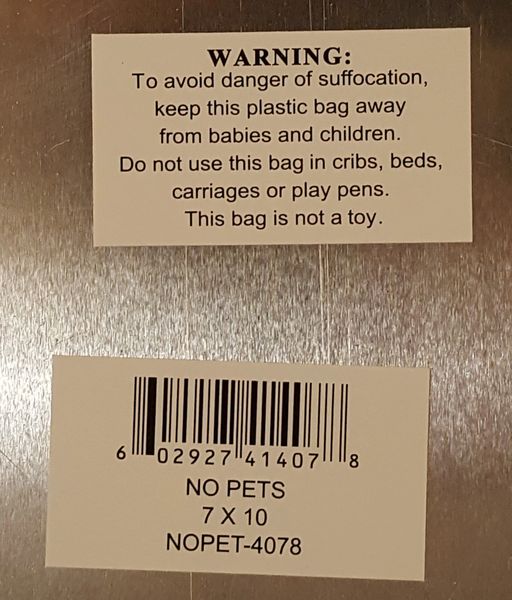 WARNING:
To avoid danger of suffocation,
keep this plastic bag away
from babies and children.
Do not use this bag in cribs, beds,
carriages or play pens.
This bag is not a toy.
6 02927 41407 8
NO PETS
7 X 10
NOPET-4078